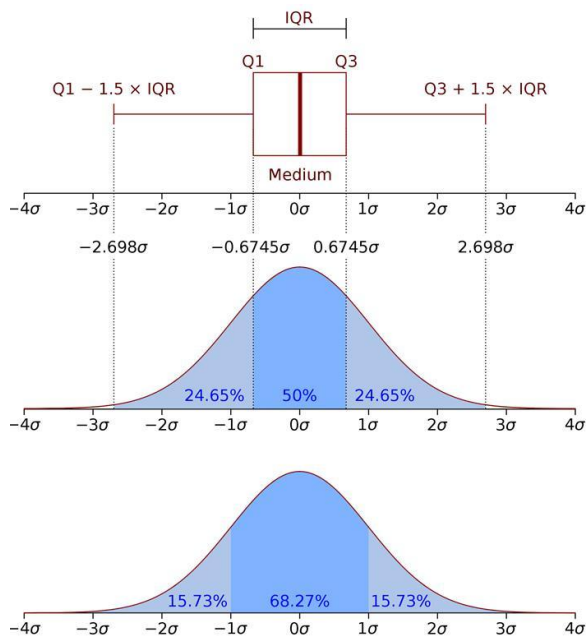 IQR
Q1 Q3
Q1 − 1.5 × IQR Q3 + 1.5 × IQR
Medium
−4σ −3σ −2σ −1σ 0σ 1σ 2σ 3σ 4σ
−2.698σ −0.6745σ 0.6745σ 2.698σ
24.65% 50% 24.65%
−4σ −3σ −2σ −1σ 0σ 1σ 2σ 3σ 4σ
15.73% 68.27% 15.73%
−4σ −3σ −2σ −1σ 0σ 1σ 2σ 3σ 4σ